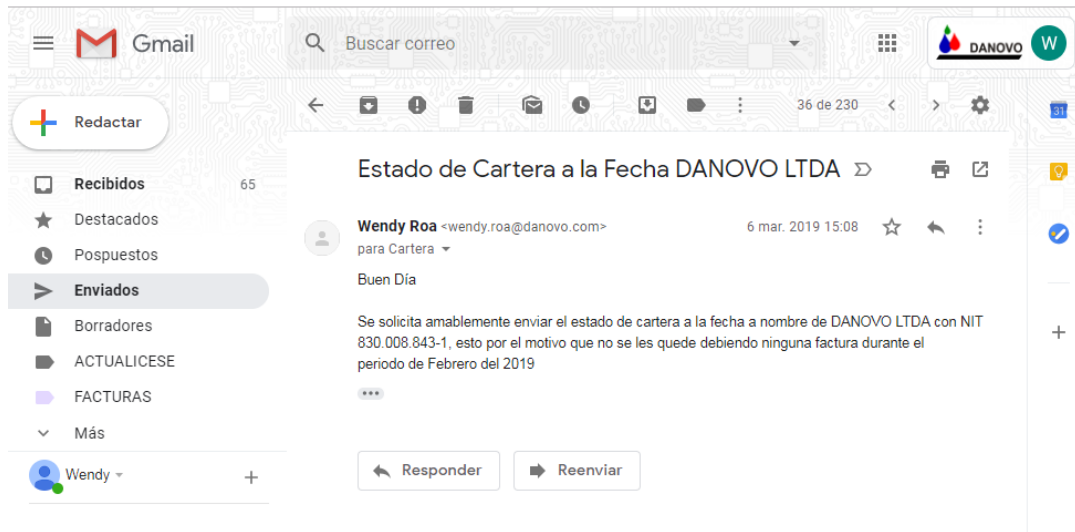 Gmail
Buscar correo
DANOVO
W
Redactar
36 de 230
31
Estado de Cartera a la Fecha DANOVO LTDA
Recibidos 65
Destacados
Pospuestos
Enviados
Borradores
ACTUALICESE
FACTURAS
Más
Wendy
Wendy Roa <wendy.roa@danovo.com> 6 mar. 2019 15:08
para Cartera
Buen Día
Se solicita amablemente enviar el estado de cartera a la fecha a nombre de DANOVO LTDA con NIT
830.008.843-1, esto por el motivo que no se les quede debiendo ninguna factura durante el
periodo de Febrero del 2019
Responder
Reenviar